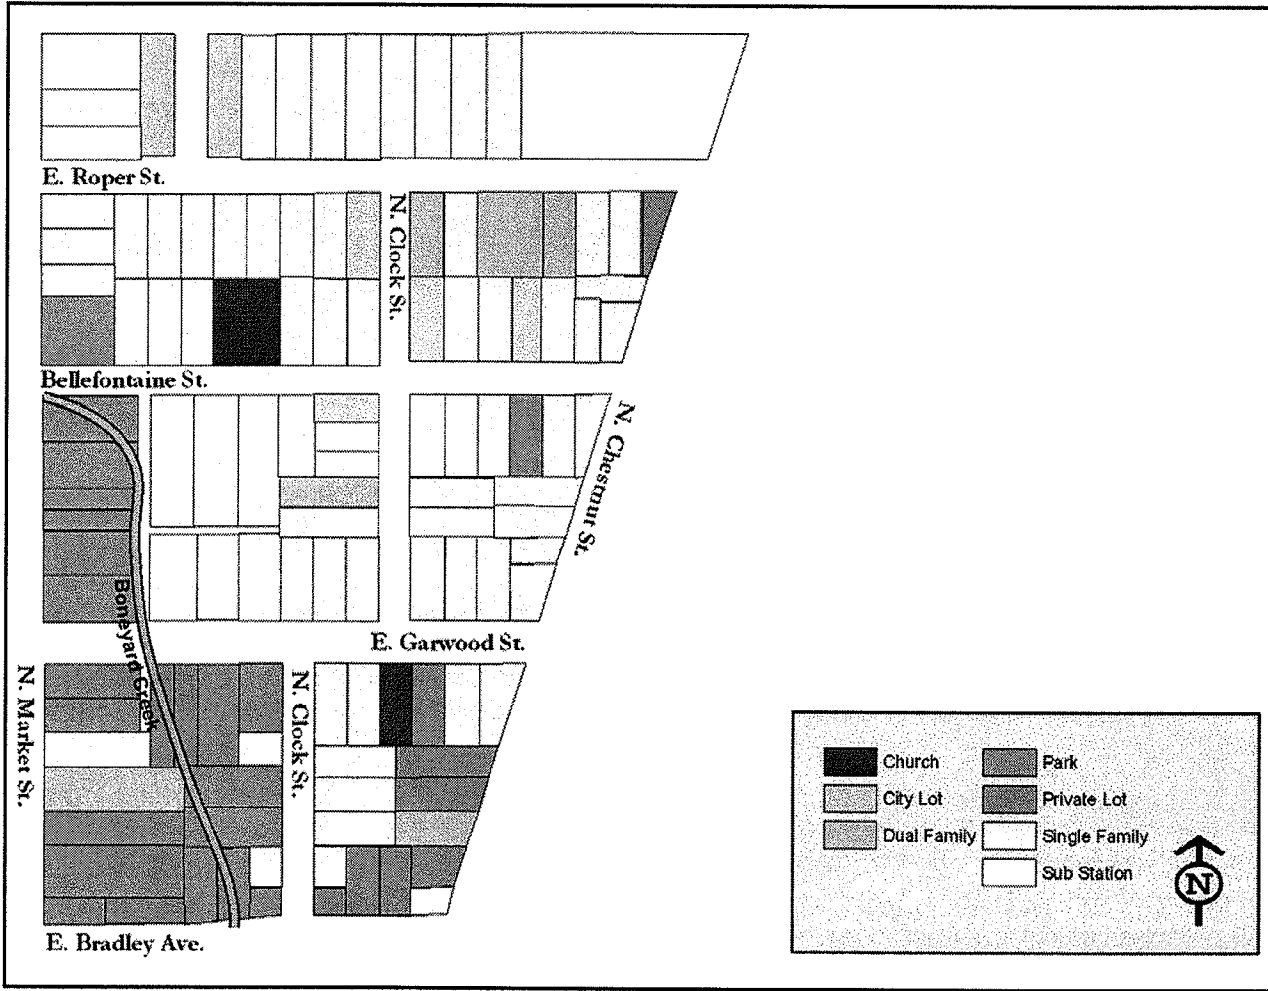 E. Roper St.
N. Clock St.
Bellefontaine St.
N. Chestnut St.
Boneyard Creek
E. Garwood St.
N. Market St.
N. Clock St.
E. Bradley Ave.
Church
City Lot
Dual Family
Park
Private Lot
Single Family
Sub Station
N